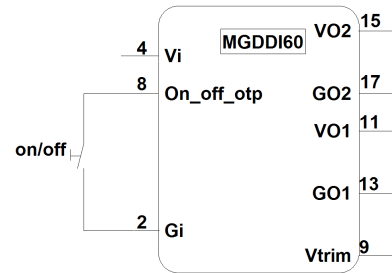 15
MGDDI60
VO2
4
Vi
8
On_off_otp
17
GO2
11
VO1
on/off
13
GO1
2
Gi
Vtrim
9